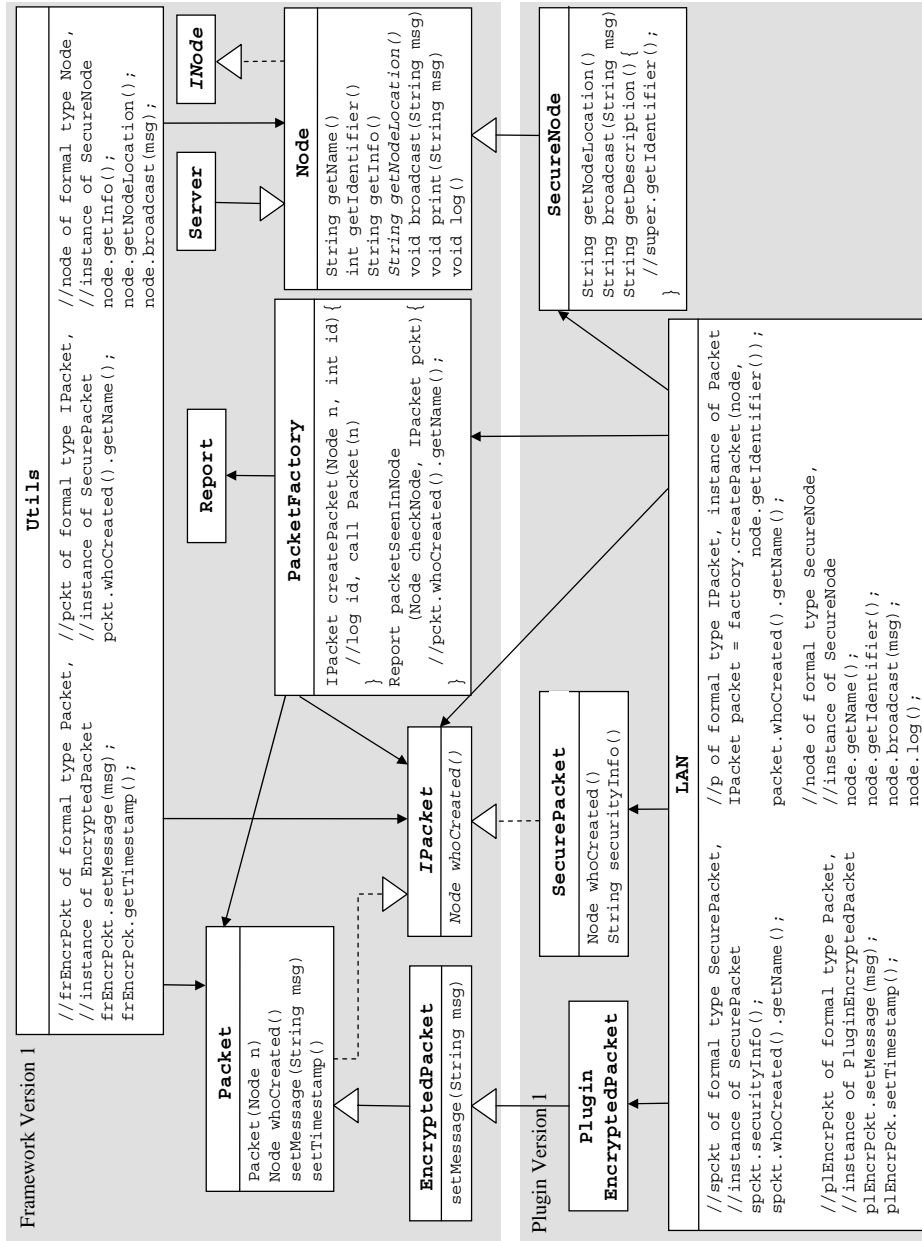 Framework Version 1
Utils
//frEncrPckt of formal type Packet,
//instance of EncryptedPacket
frEncrPckt.setMessage(msg);
frEncrPck.getTimestamp();
//pckt of formal type IPacket,
//instance of SecurePacket
pckt.whoCreated().getName();
//node of formal type Node,
//instance of SecureNode
node.getInfo();
node.getNodeLocation();
node.broadcast(msg);
Packet
Packet(Node n)
Node whoCreated()
setMessage(String msg)
setTimestamp()
Report
Server
INode
PacketFactory
IPacket createPacket(Node n, int id){
//log id, call Packet(n)
}
Report packetSeenInNode
(Node checkNode, IPacket pckt){
//pckt.whoCreated().getName();
}
Node
String getName()
int getIdentifier()
String getInfo()
String getNodeLocation()
void broadcast(String msg)
void print(String msg)
void log()
EncryptedPacket
setMessage(String msg)
IPacket
Node whoCreated()
Plugin Version 1
Plugin
EncryptedPacket
SecurePacket
Node whoCreated()
String securityInfo()
SecureNode
String getNodeLocation()
String broadcast(String msg)
String getDescription(){
//super.getIdentifier();
}
LAN
//spckt of formal type SecurePacket,
//instance of SecurePacket
spckt.securityInfo();
spckt.whoCreated().getName();
//plEncrPckt of formal type Packet,
//instance of PluginEncryptedPacket
plEncrPckt.setMessage(msg);
plEncrPck.setTimestamp();
//p of formal type IPacket, instance of Packet
IPacket packet = factory.createPacket(node,
node.getIdentifier());
packet.whoCreated().getName();
//node of formal type SecureNode,
//instance of SecureNode
node.getName();
node.getIdentifier();
node.broadcast(msg);
node.log();